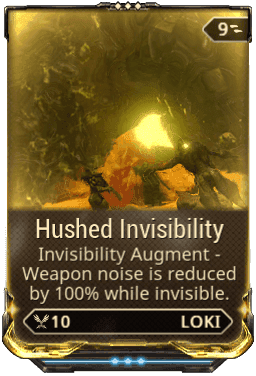 9
Hushed Invisibility
Invisibility Augment -
Weapon noise is reduced
by 100% while invisible.
10 LOKI